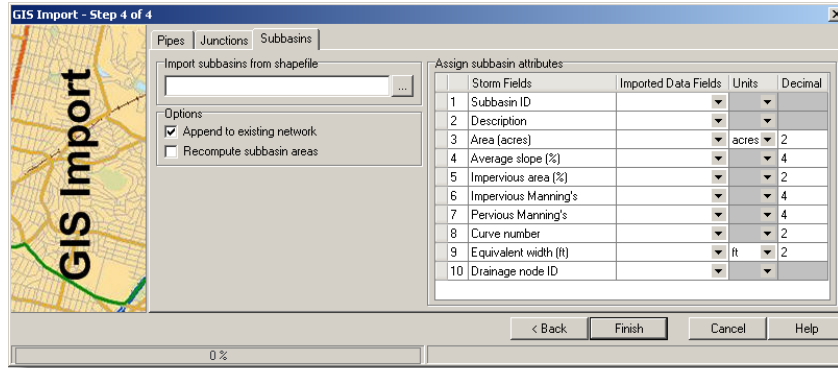 GIS Import - Step 4 of 4
GIS Import
Pipes Junctions Subbasins
Import subbasins from shapefile
...
Options
Append to existing network
Recompute subbasin areas
Assign subbasin attributes
Storm Fields Imported Data Fields Units Decimal
1 Subbasin ID
2 Description
3 Area (acres) acres 2
4 Average slope (%) 4
5 Impervious area (%) 2
6 Impervious Manning's 4
7 Pervious Manning's 4
8 Curve number 2
9 Equivalent width (ft) ft 2
10 Drainage node ID
< Back Finish Cancel Help
0 %